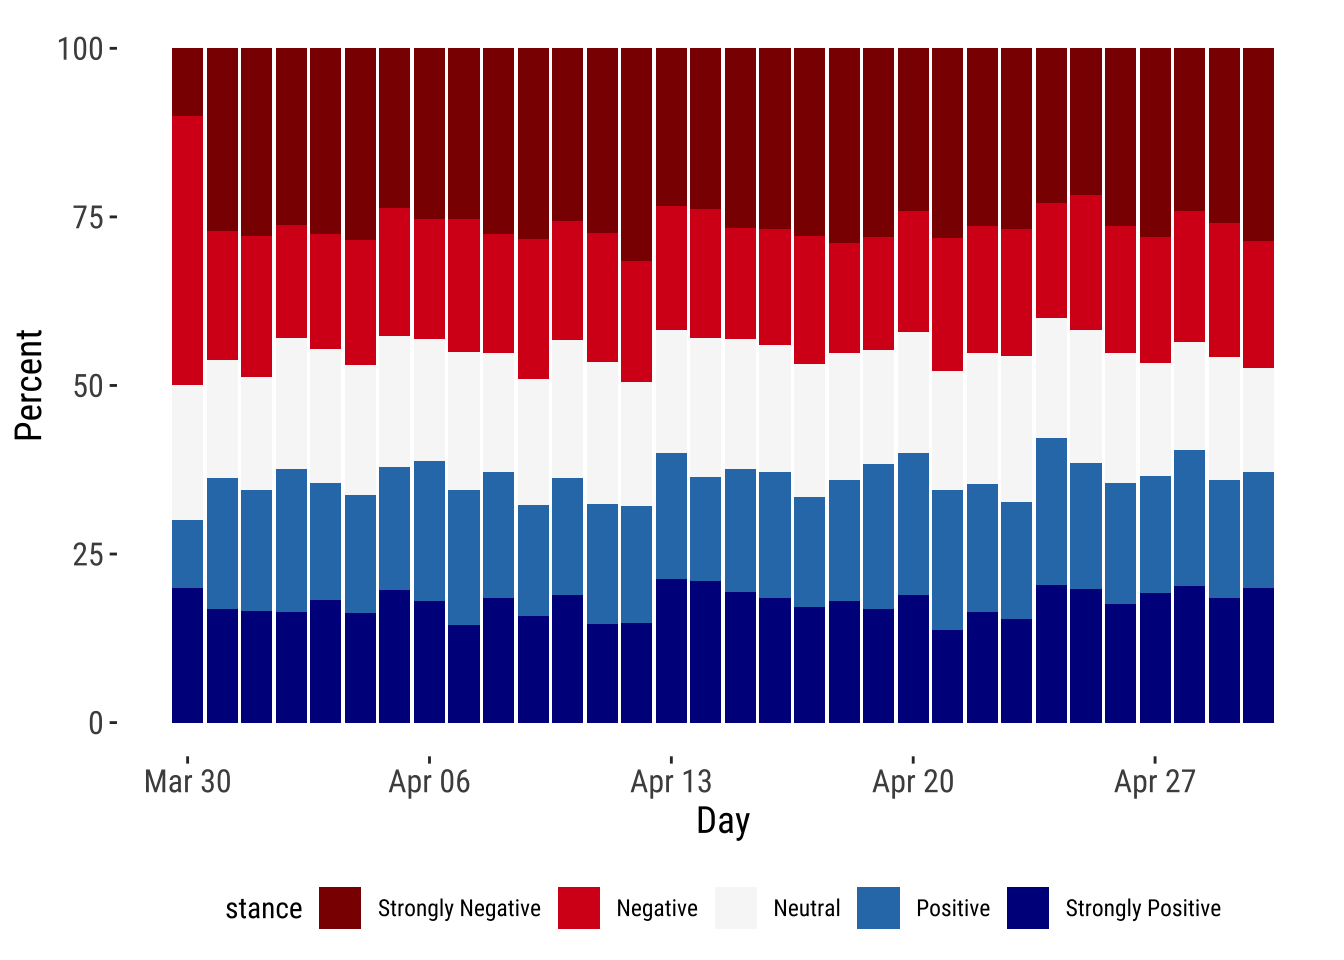 100
75
50
25
0
Percent
Mar 30 Apr 06 Apr 13 Apr 20 Apr 27
Day
stance Strongly Negative Negative Neutral Positive Strongly Positive